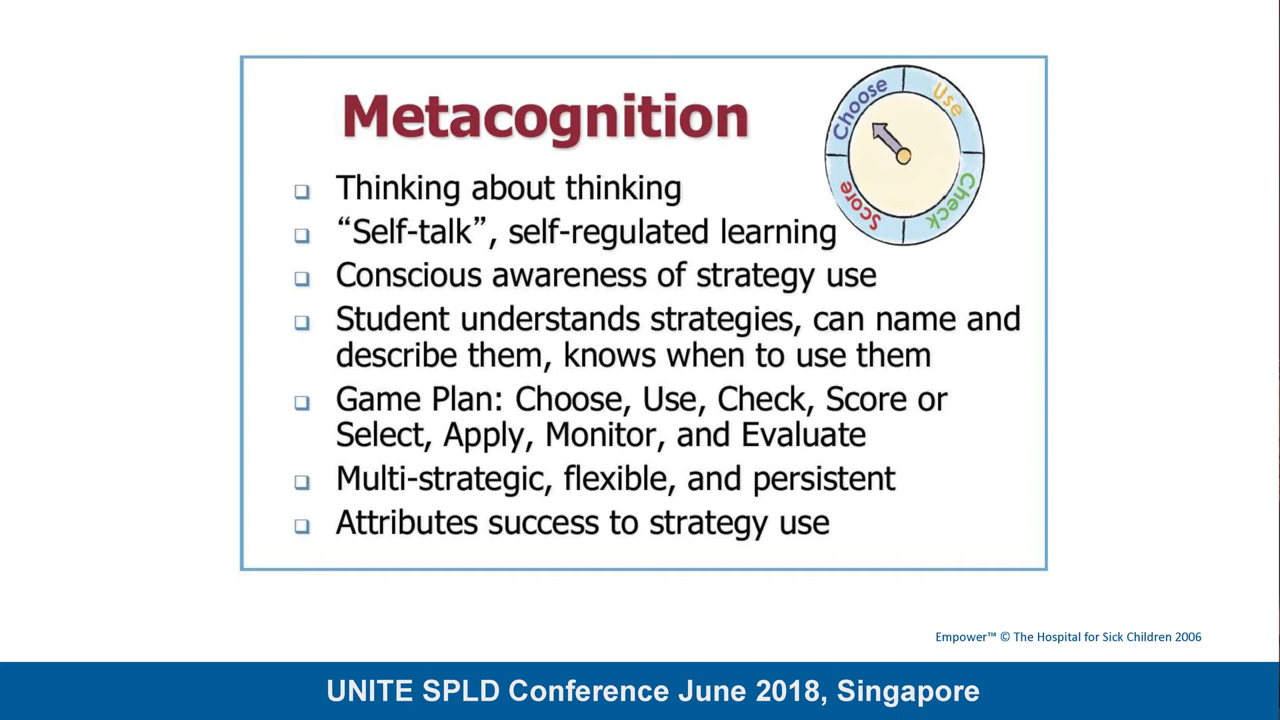 Metacognition
Choose
Use
Check
Score
Thinking about thinking
“Self-talk”, self-regulated learning
Conscious awareness of strategy use
Student understands strategies, can name and
describe them, knows when to use them
Game Plan: Choose, Use, Check, Score or
Select, Apply, Monitor, and Evaluate
Multi-strategic, flexible, and persistent
Attributes success to strategy use
Empower™ © The Hospital for Sick Children 2006
UNITE SPLD Conference June 2018, Singapore